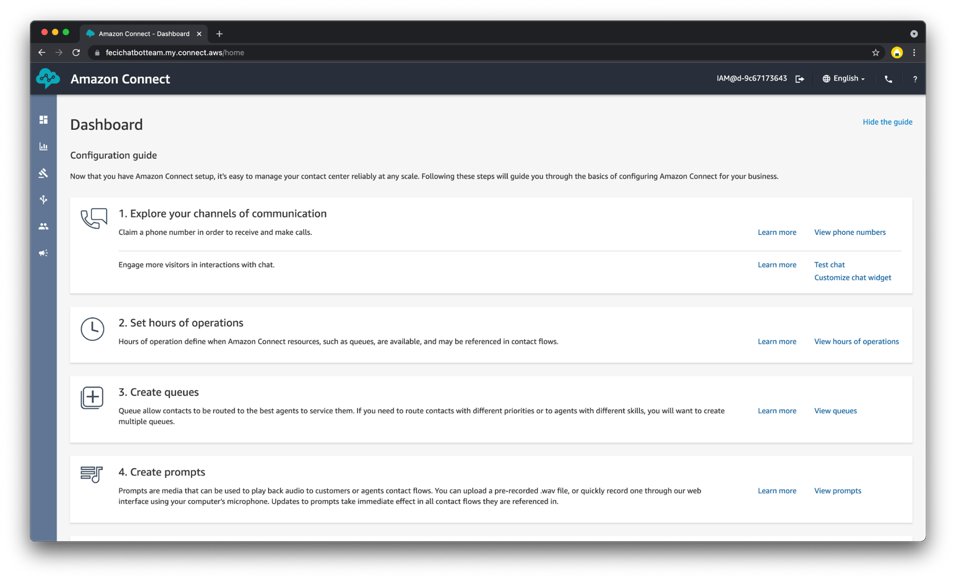 Amazon Connect - Dashboard
fecichatbotteam.my.connect.aws/home
Amazon Connect
IAM@d-9c67173643
English
?
Dashboard
Hide the guide
Configuration guide
Now that you have Amazon Connect setup, it's easy to manage your contact center reliably at any scale. Following these steps will guide you through the basics of configuring Amazon Connect for your business.
1. Explore your channels of communication
Claim a phone number in order to receive and make calls.
Learn more
View phone numbers
Engage more visitors in interactions with chat.
Learn more
Test chat
Customize chat widget
2. Set hours of operations
Hours of operation define when Amazon Connect resources, such as queues, are available, and may be referenced in contact flows.
Learn more
View hours of operations
3. Create queues
Queue allow contacts to be routed to the best agents to service them. If you need to route contacts with different priorities or to agents with different skills, you will want to create
multiple queues.
Learn more
View queues
4. Create prompts
Prompts are media that can be used to play back audio to customers or agents contact flows. You can upload a pre-recorded .wav file, or quickly record one through our web
interface using your computer's microphone. Updates to prompts take immediate effect in all contact flows they are referenced in.
Learn more
View prompts